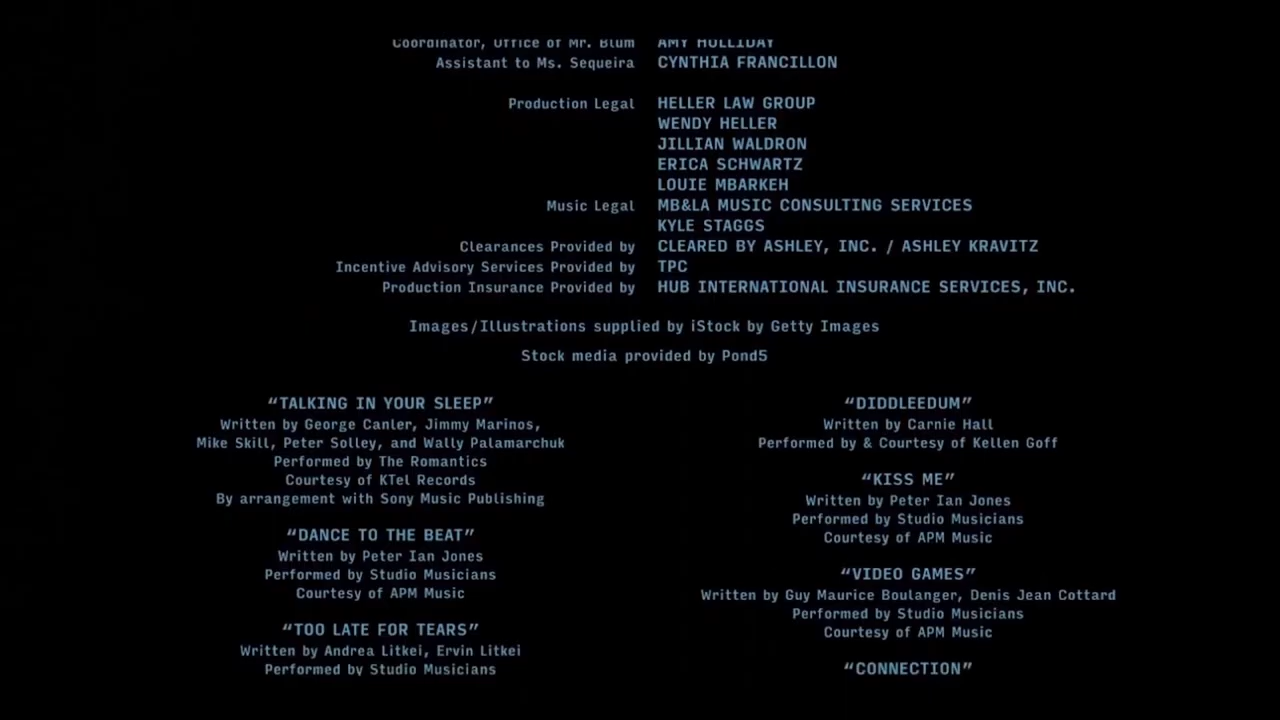 Coordinator, Office of Mr. Blum AMY HOLLIDAY
Assistant to Ms. Sequeira CYNTHIA FRANCILLON
Production Legal HELLER LAW GROUP
WENDY HELLER
JILLIAN WALDRON
ERICA SCHWARTZ
LOUIE MBARKEH
Music Legal MB&LA MUSIC CONSULTING SERVICES
KYLE STAGGS
Clearances Provided by CLEARED BY ASHLEY, INC. / ASHLEY KRAVITZ
Incentive Advisory Services Provided by TPC
Production Insurance Provided by HUB INTERNATIONAL INSURANCE SERVICES, INC.
Images/Illustrations supplied by iStock by Getty Images
Stock media provided by Pond5
“TALKING IN YOUR SLEEP”
Written by George Canler, Jimmy Marinos,
Mike Skill, Peter Solley, and Wally Palamarchuk
Performed by The Romantics
Courtesy of KTel Records
By arrangement with Sony Music Publishing
“DANCE TO THE BEAT”
Written by Peter Ian Jones
Performed by Studio Musicians
Courtesy of APM Music
“TOO LATE FOR TEARS”
Written by Andrea Litkei, Ervin Litkei
Performed by Studio Musicians
“DIDDLEEDUM”
Written by Carnie Hall
Performed by & Courtesy of Kellen Goff
“KISS ME”
Written by Peter Ian Jones
Performed by Studio Musicians
Courtesy of APM Music
“VIDEO GAMES”
Written by Guy Maurice Boulanger, Denis Jean Cottard
Performed by Studio Musicians
Courtesy of APM Music
“CONNECTION”